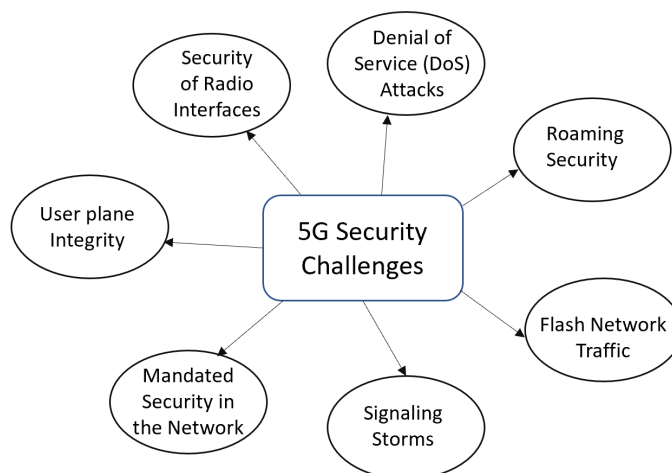 Denial of
Service (DoS)
Attacks
Security
of Radio
Interfaces
Roaming
Security
User plane
Integrity
5G Security
Challenges
Flash Network
Traffic
Mandated
Security in
the Network
Signaling
Storms